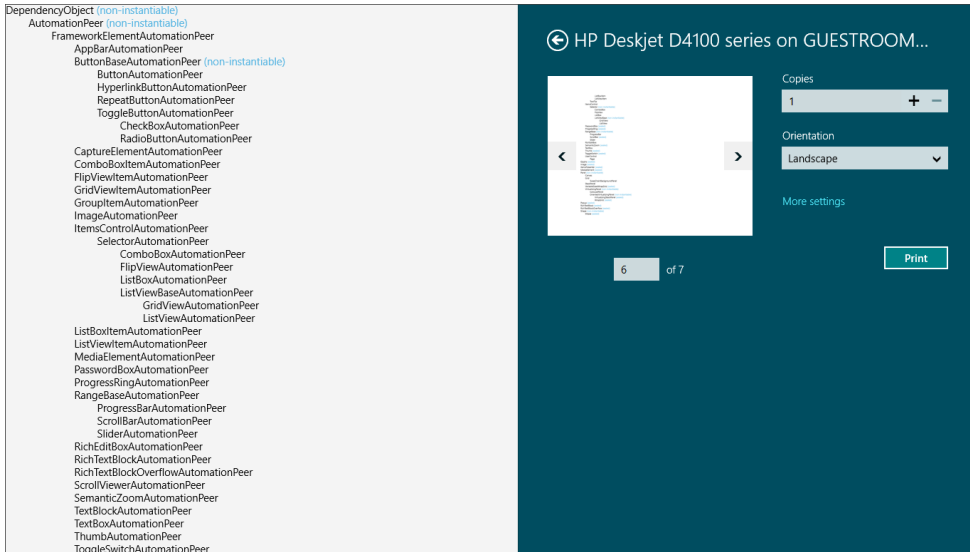 DependencyObject (non-instantiable)
AutomationPeer (non-instantiable)
FrameworkElementAutomationPeer
AppBarAutomationPeer
ButtonBaseAutomationPeer (non-instantiable)
ButtonAutomationPeer
HyperlinkButtonAutomationPeer
RepeatButtonAutomationPeer
ToggleButtonAutomationPeer
CheckBoxAutomationPeer
RadioButtonAutomationPeer
CaptureElementAutomationPeer
ComboBoxItemAutomationPeer
FlipViewItemAutomationPeer
GridViewItemAutomationPeer
GroupItemAutomationPeer
ImageAutomationPeer
ItemsControlAutomationPeer
SelectorAutomationPeer
ComboBoxAutomationPeer
FlipViewAutomationPeer
ListBoxAutomationPeer
ListViewBaseAutomationPeer
GridViewAutomationPeer
ListViewAutomationPeer
ListBoxItemAutomationPeer
ListViewItemAutomationPeer
MediaElementAutomationPeer
PasswordBoxAutomationPeer
ProgressRingAutomationPeer
RangeBaseAutomationPeer
ProgressBarAutomationPeer
ScrollBarAutomationPeer
SliderAutomationPeer
RichEditBoxAutomationPeer
RichTextBlockAutomationPeer
RichTextBlockOverflowAutomationPeer
ScrollViewerAutomationPeer
SemanticZoomAutomationPeer
TextBlockAutomationPeer
TextBoxAutomationPeer
ThumbAutomationPeer
ToggleSwitchAutomationPeer
HP Deskjet D4100 series on GUESTROOM...
Copies
1
Orientation
Landscape
More settings
Print
6 of 7